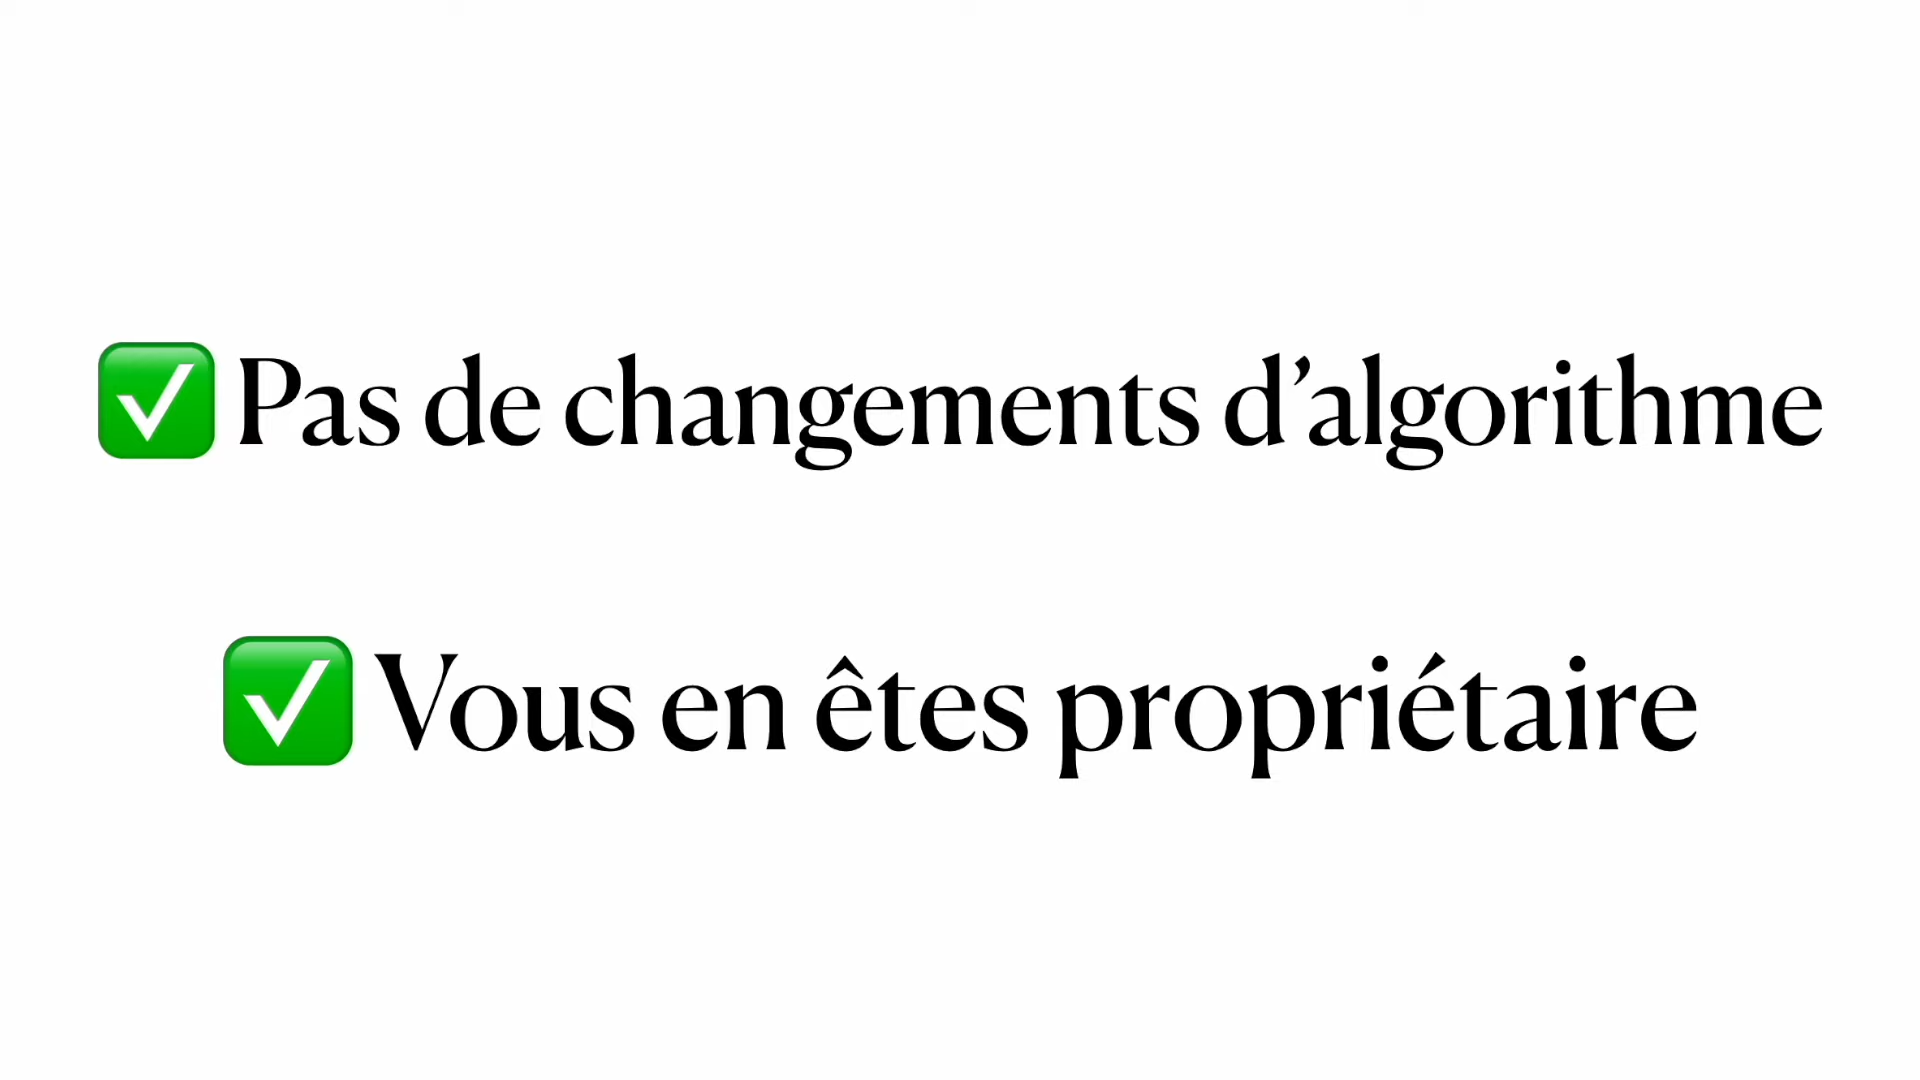 ✅ Pas de changements d’algorithme
✅ Vous en êtes propriétaire